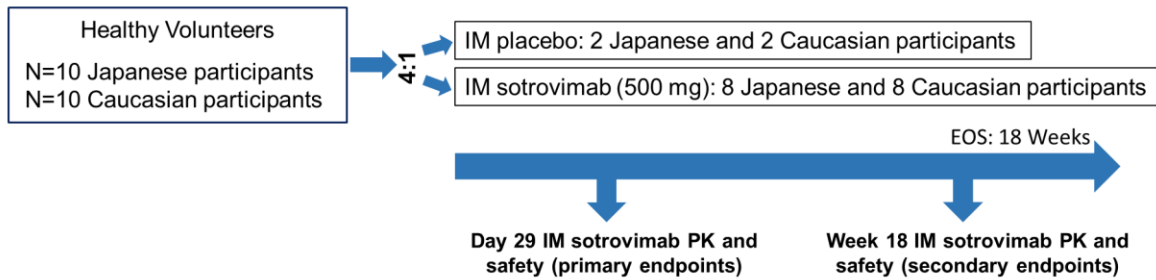 Healthy Volunteers
N=10 Japanese participants
N=10 Caucasian participants
4:1
IM placebo: 2 Japanese and 2 Caucasian participants
IM sotrovimab (500 mg): 8 Japanese and 8 Caucasian participants
EOS: 18 Weeks
Day 29 IM sotrovimab PK and
safety (primary endpoints)
Week 18 IM sotrovimab PK and
safety (secondary endpoints)